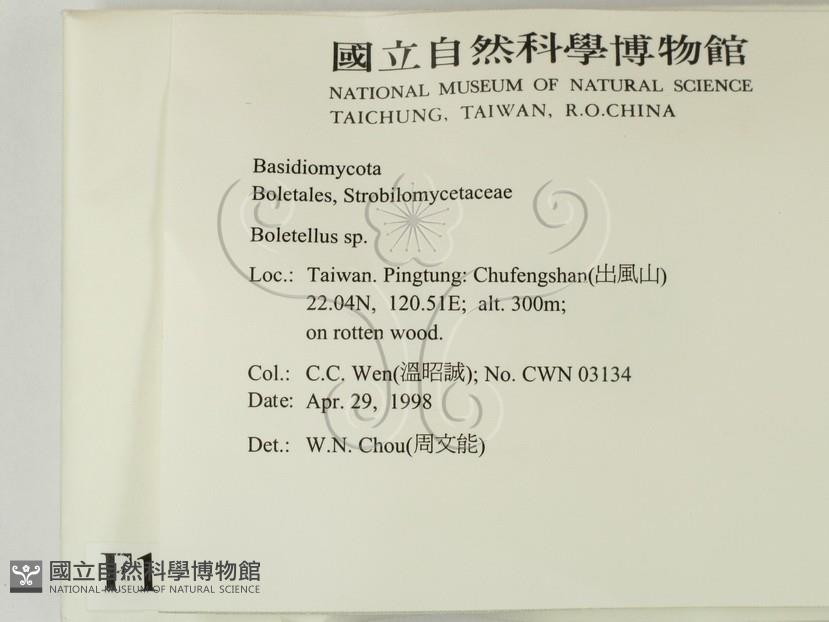 國立自然科學博物館
NATIONAL MUSEUM OF NATURAL SCIENCE
TAICHUNG, TAIWAN, R.O.CHINA
Basidiomycota
Boletales, Strobilomycetaceae
Boletellus sp.
Loc.: Taiwan. Pingtung: Chufengshan(出風山)
22.04N, 120.51E; alt. 300m;
on rotten wood.
Col.: C.C. Wen(溫昭誠); No. CWN 03134
Date: Apr. 29, 1998
Det.: W.N. Chou(周文能)
F1
國立自然科學博物館
NATIONAL MUSEUM OF NATURAL SCIENCE